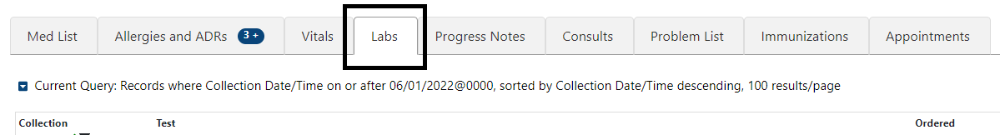 Med List Allergies and ADRs 3 + Vitals Labs Progress Notes Consults Problem List Immunizations Appointments
Current Query: Records where Collection Date/Time on or after 06/01/2022@0000, sorted by Collection Date/Time descending, 100 results/page
Collection Test Ordered